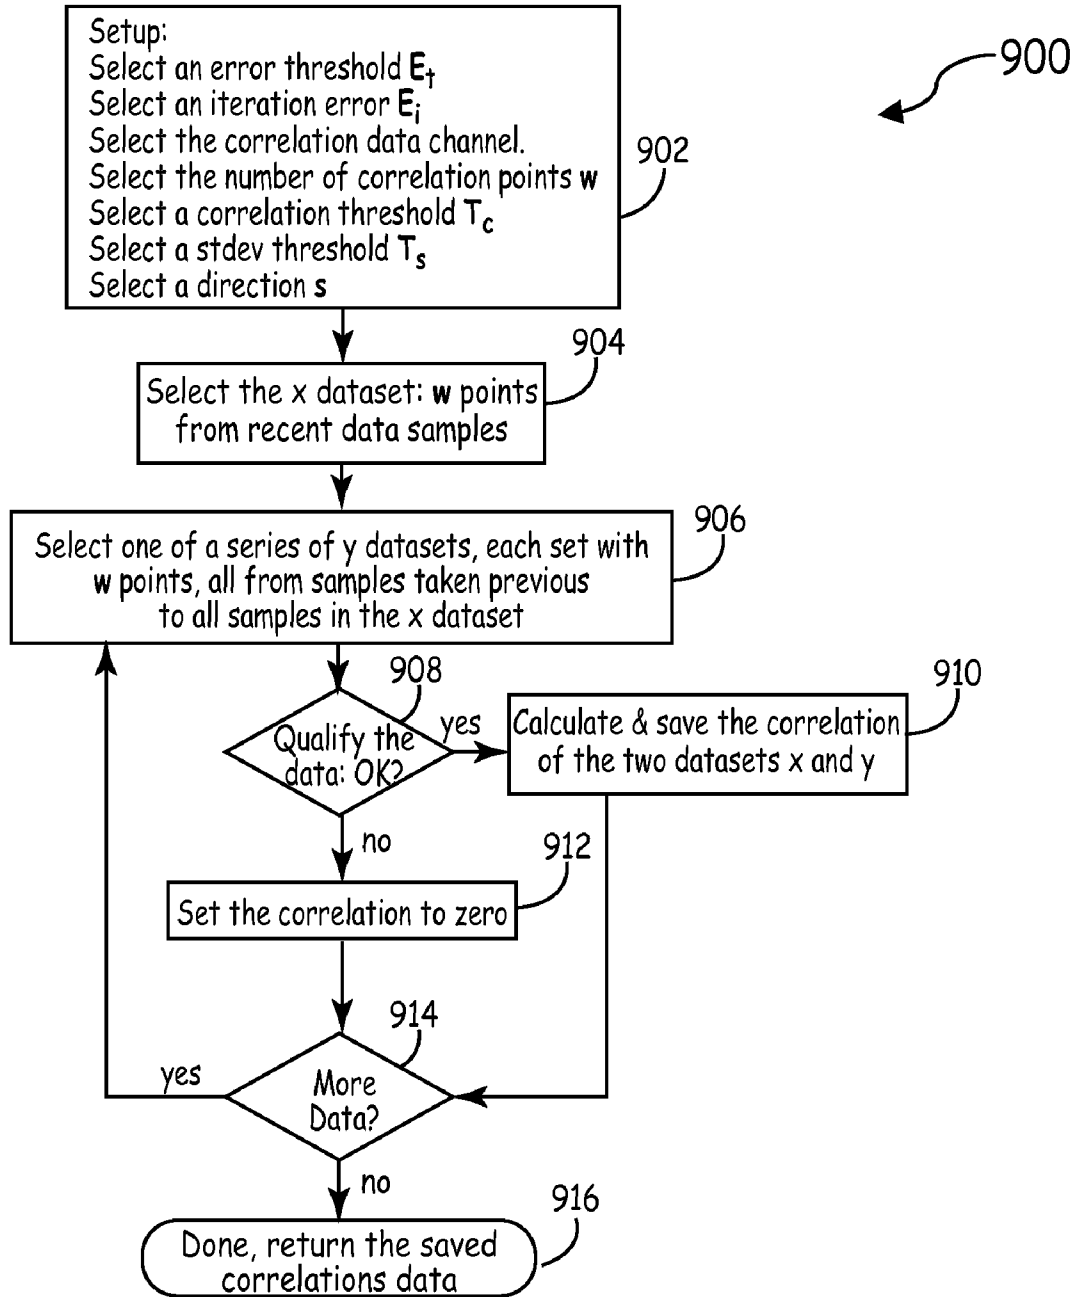 Setup:
Select an error threshold Et
Select an iteration error Ei
Select the correlation data channel.
Select the number of correlation points w
Select a correlation threshold Tc
Select a stdev threshold Ts
Select a direction s
900
902
904
Select the x dataset: w points
from recent data samples
906
Select one of a series of y datasets, each set with
w points, all from samples taken previous
to all samples in the x dataset
908
Qualify the
data: OK?
yes
910
Calculate & save the correlation
of the two datasets x and y
no
912
Set the correlation to zero
914
More
Data?
yes
no
916
Done, return the saved
correlations data